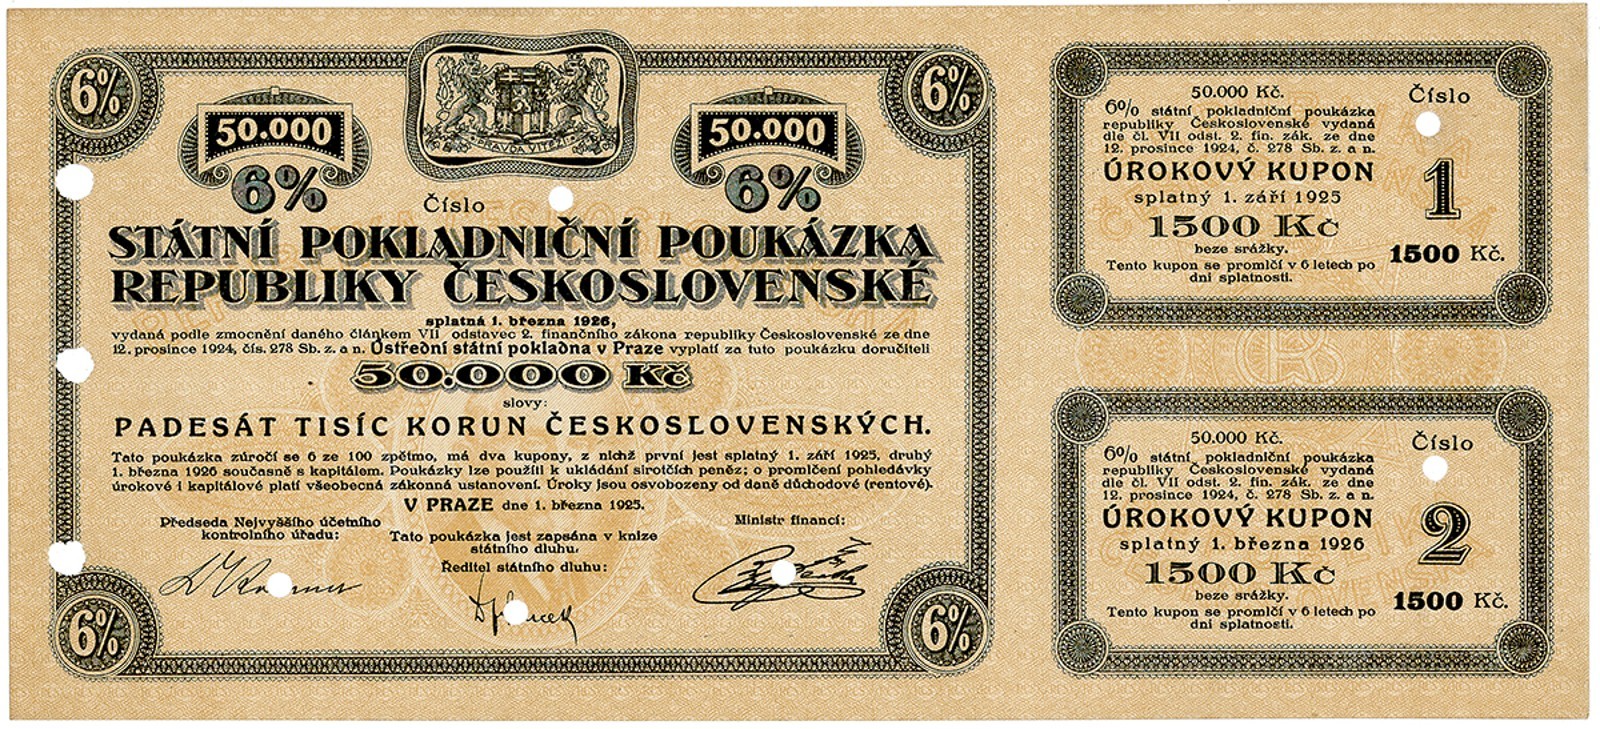 6%
6%
PRAVDA VÍTĚZÍ
50.000
50.000
6%
Číslo
6%
STÁTNÍ POKLADNIČNÍ POUKÁZKA
REPUBLIKY ČESKOSLOVENSKÉ
splatná 1. března 1926,
vydaná podle zmocnění daného článkem VII odstavec 2. finančního zákona republiky Československé ze dne
12. prosince 1924, čís. 278 Sb. z. a n. Ústřední státní pokladna v Praze vyplatí za tuto poukázku doručiteli
50.000 Kč
slovy:
PADESÁT TISÍC KORUN ČESKOSLOVENSKÝCH.
Tato poukázka zúročí se 6 ze 100 zpětmo, má dva kupony, z nichž první jest splatný 1. září 1925, druhý
1. března 1926 současně s kapitálem. Poukázky lze použíti k ukládání sirotčích peněz; o promlčení pohledávky
úrokové i kapitálové platí všeobecná zákonná ustanovení. Úroky jsou osvobozeny od daně důchodové (rentové).
V PRAZE dne 1. března 1925.
Předseda Nejvyššího účetního
kontrolního úřadu:
Tato poukázka jest zapsána v knize
státního dluhu.
Ředitel státního dluhu:
Ministr financí:
6%
6%
50.000 Kč.
6% státní pokladniční poukázka
republiky Československé vydaná
dle čl. VII odst. 2. fin. zák. ze dne
12. prosince 1924, č. 278 Sb. z. a n.
ÚROKOVÝ KUPON
splatný 1. září 1925
1500 Kč
beze srážky.
Tento kupon se promlčí v 6 letech po
dni splatnosti.
Číslo
1
1500 Kč.
50.000 Kč.
6% státní pokladniční poukázka
republiky Československé vydaná
dle čl. VII odst. 2. fin. zák. ze dne
12. prosince 1924, č. 278 Sb. z. a n.
ÚROKOVÝ KUPON
splatný 1. března 1926
1500 Kč
beze srážky.
Tento kupon se promlčí v 6 letech po
dni splatnosti.
Číslo
2
1500 Kč.